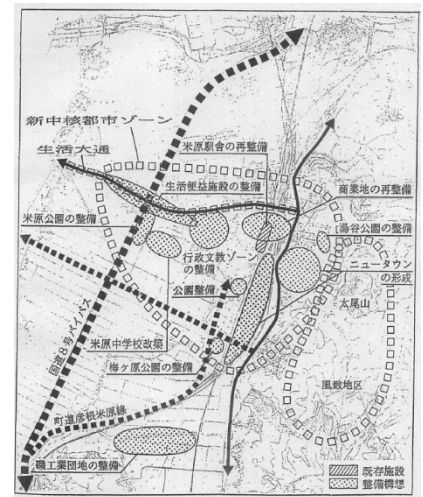 新中核都市ゾーン
生活大通
米原駅舎の再整備
生活便益施設の整備
商業地の再整備
米原公園の整備
湯谷公園の整備
行政文教ゾーン
の整備
ニュータウン
の形成
公園整備
太尾山
国道8号バイパス
米原中学校改築
梅ケ原公園の整備
風致地区
町道彦根米原線
磯工業団地の整備
既存施設
整備構想